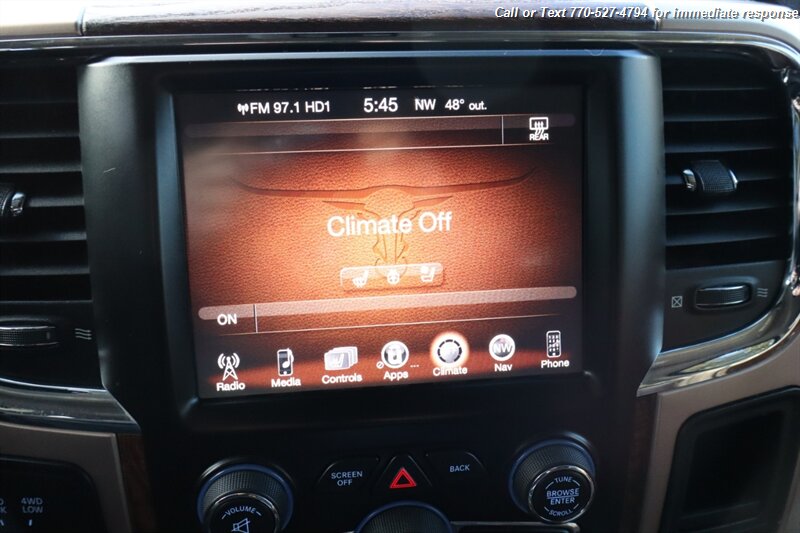 Call or Text 770-527-4794 for immediate response
FM 97.1 HD1 5:45 NW 48° out.
REAR
Climate Off
ON
Radio Media Controls Apps Climate NW Nav Phone
SCREEN OFF
BACK
VOLUME
TUNE
BROWSE
ENTER
SCROLL
4WD
LOW